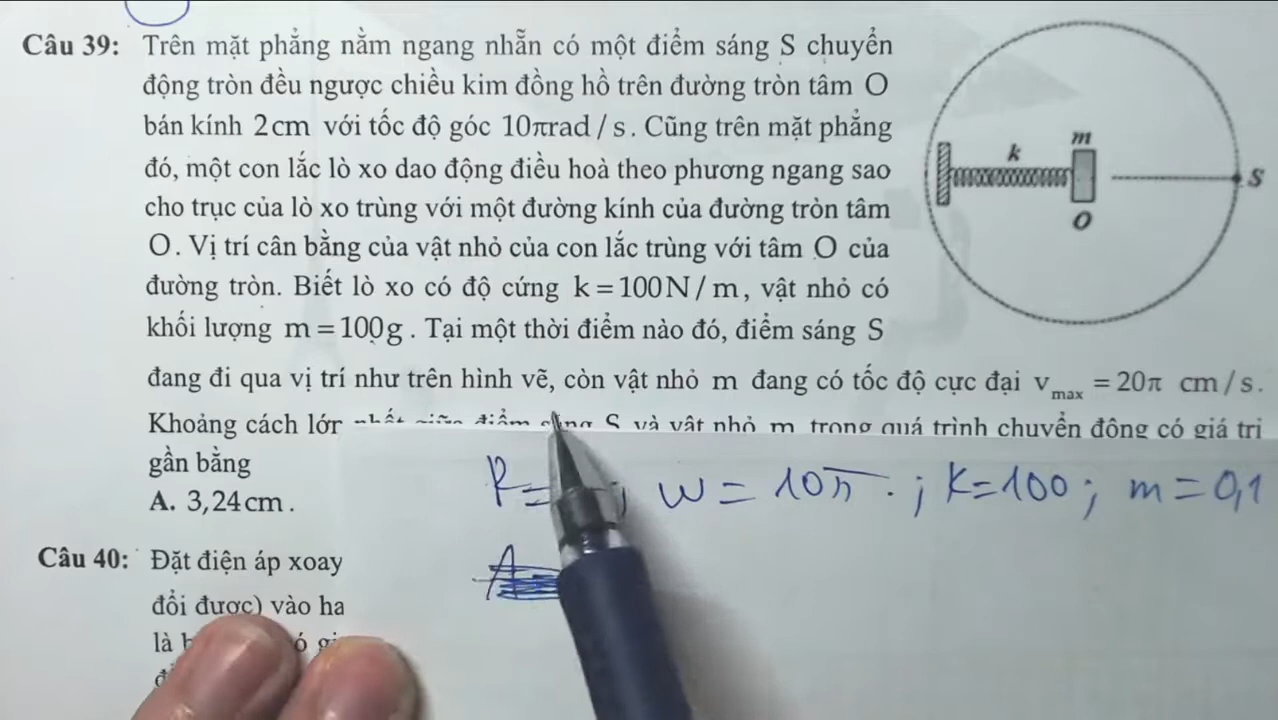 Câu 39: Trên mặt phẳng nằm ngang nhẵn có một điểm sáng S chuyển
động tròn đều ngược chiều kim đồng hồ trên đường tròn tâm O
bán kính 2cm với tốc độ góc 10πrad/s. Cũng trên mặt phẳng
đó, một con lắc lò xo dao động điều hoà theo phương ngang sao
cho trục của lò xo trùng với một đường kính của đường tròn tâm
O. Vị trí cân bằng của vật nhỏ của con lắc trùng với tâm O của
đường tròn. Biết lò xo có độ cứng k=100N/m, vật nhỏ có
khối lượng m=100g. Tại một thời điểm nào đó, điểm sáng S
k
m
O
S
đang đi qua vị trí như trên hình vẽ, còn vật nhỏ m đang có tốc độ cực đại vmax = 20π cm/s.
Khoảng cách lớn nhất giữa điểm sáng S và vật nhỏ m trong quá trình chuyển động có giá trị
gần bằng
A. 3,24cm.
R= ; ω = 10π ; K=100; m=0,1
Câu 40: Đặt điện áp xoay
đổi được) vào ha